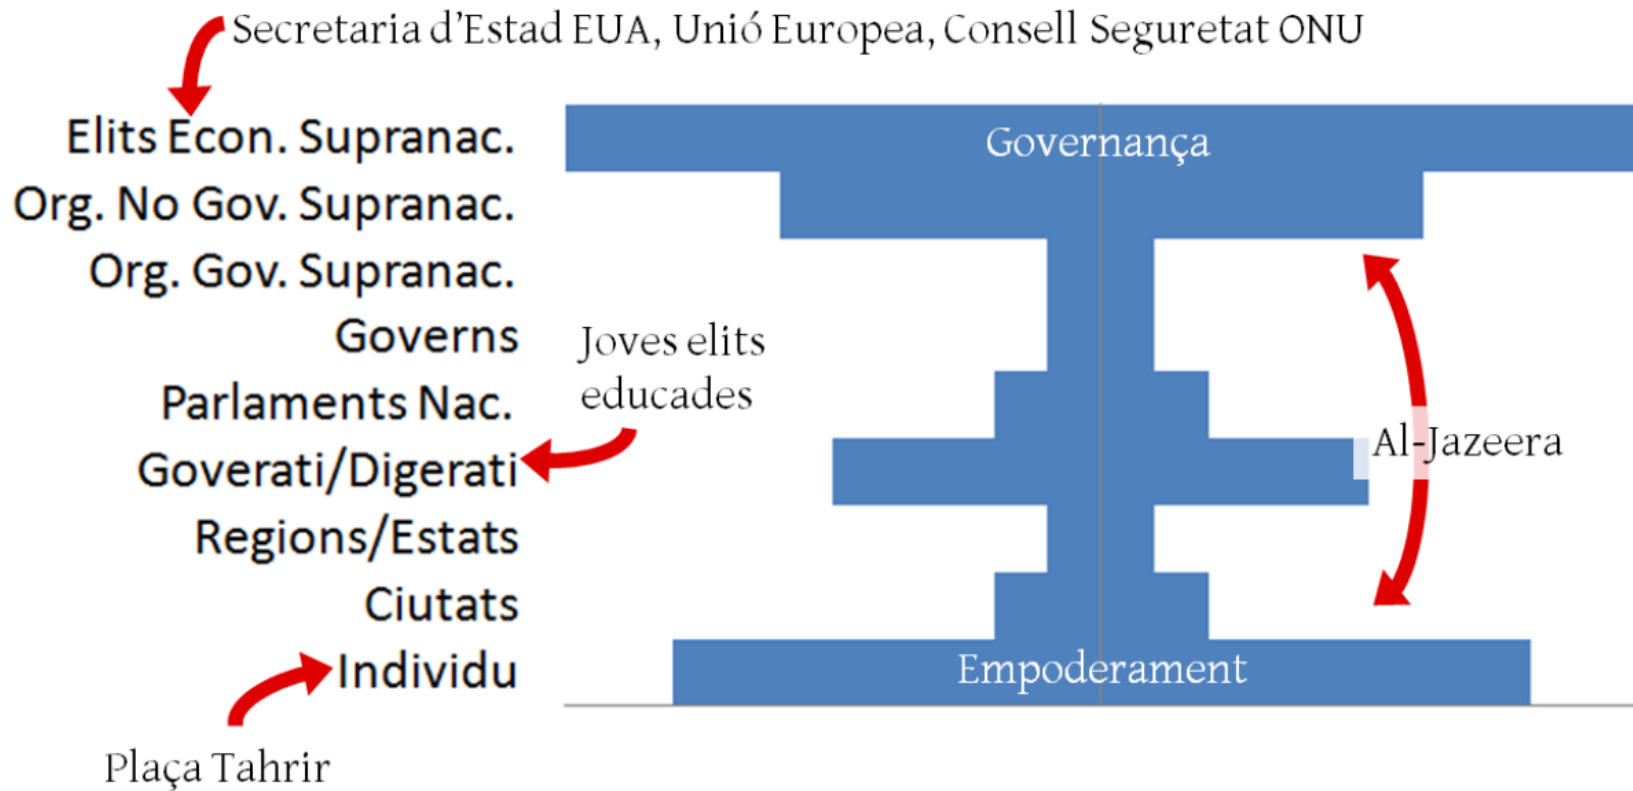 Secretaria d’Estad EUA, Unió Europea, Consell Seguretat ONU
Elits Econ. Supranac.
Governança
Org. No Gov. Supranac.
Org. Gov. Supranac.
Governs
Joves elits
educades
Parlaments Nac.
Goverati/Digerati
Al-Jazeera
Regions/Estats
Ciutats
Individu
Empoderament
Plaça Tahrir